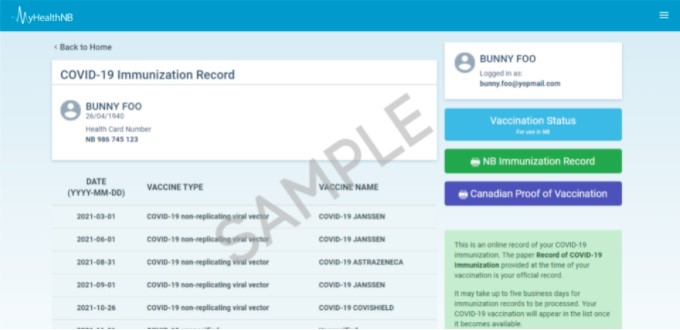 MyHealthNB
‹ Back to Home
COVID-19 Immunization Record
BUNNY FOO
26/04/1940
Health Card Number
NB 986 745 123
DATE
(YYYY-MM-DD) VACCINE TYPE VACCINE NAME
2021-03-01 COVID-19 non-replicating viral vector COVID-19 JANSSEN
2021-06-01 COVID-19 non-replicating viral vector COVID-19 JANSSEN
2021-08-31 COVID-19 non-replicating viral vector COVID-19 ASTRAZENECA
2021-09-01 COVID-19 non-replicating viral vector COVID-19 JANSSEN
2021-10-26 COVID-19 non-replicating viral vector COVID-19 COVISHIELD
SAMPLE
BUNNY FOO
Logged in as:
bunny.foo@yopmail.com
Vaccination Status
For use in NB
NB Immunization Record
Canadian Proof of Vaccination
This is an online record of your COVID-19
immunization. The paper Record of COVID-19
Immunization provided at the time of your
vaccination is your official record.
It may take up to five business days for
immunization records to be processed. Your
COVID-19 vaccination will appear in the list once
it becomes available.